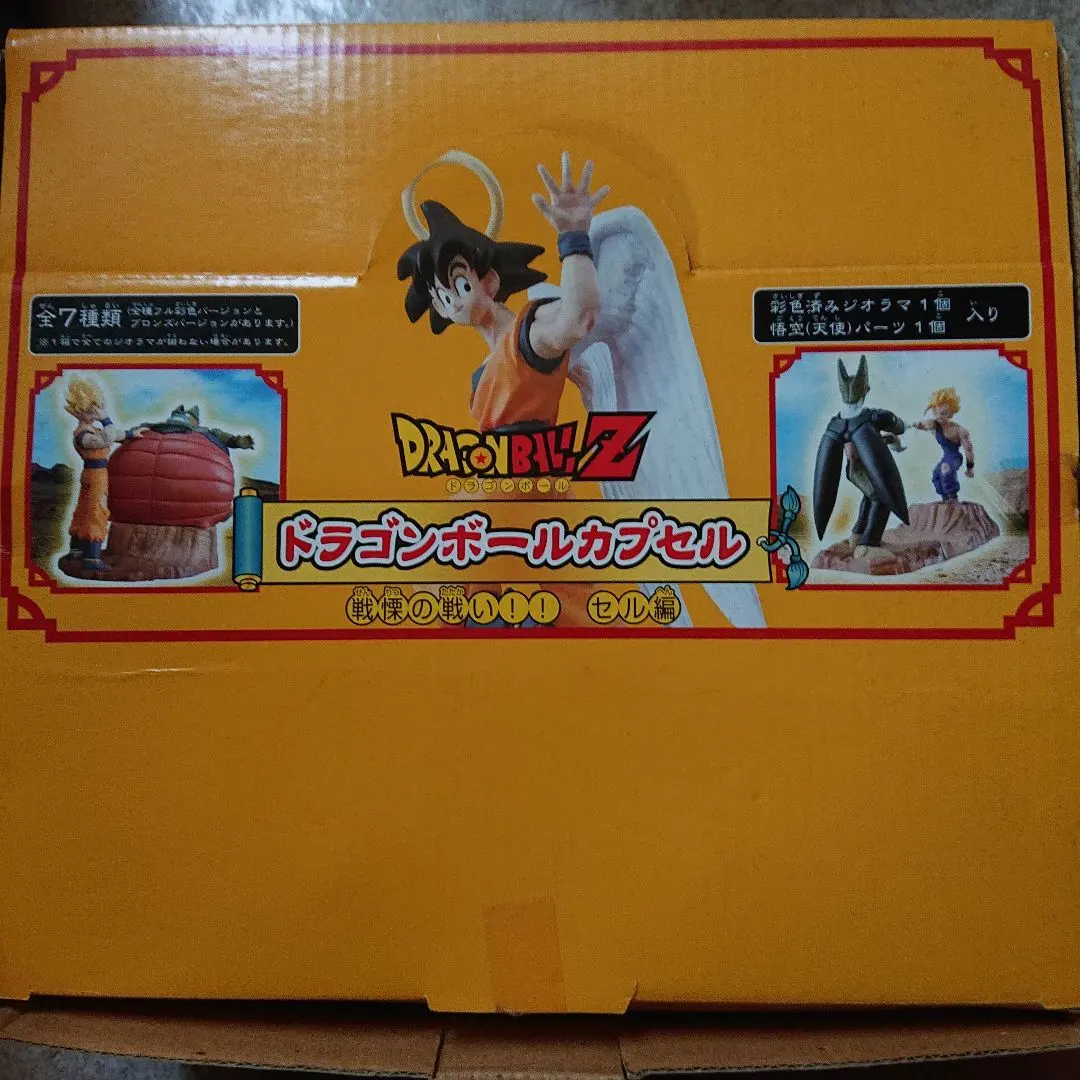 全7種類 (全種フル彩色バージョンと
ブロンズバージョンがあります。)
※1箱で全てのジオラマが揃わない場合があります。
彩色済みジオラマ1個
悟空(天使)パーツ1個
入り
DRAGON BALL Z
ドラゴンボール
ドラゴンボールカプセル
戦慄の戦い!! セル編